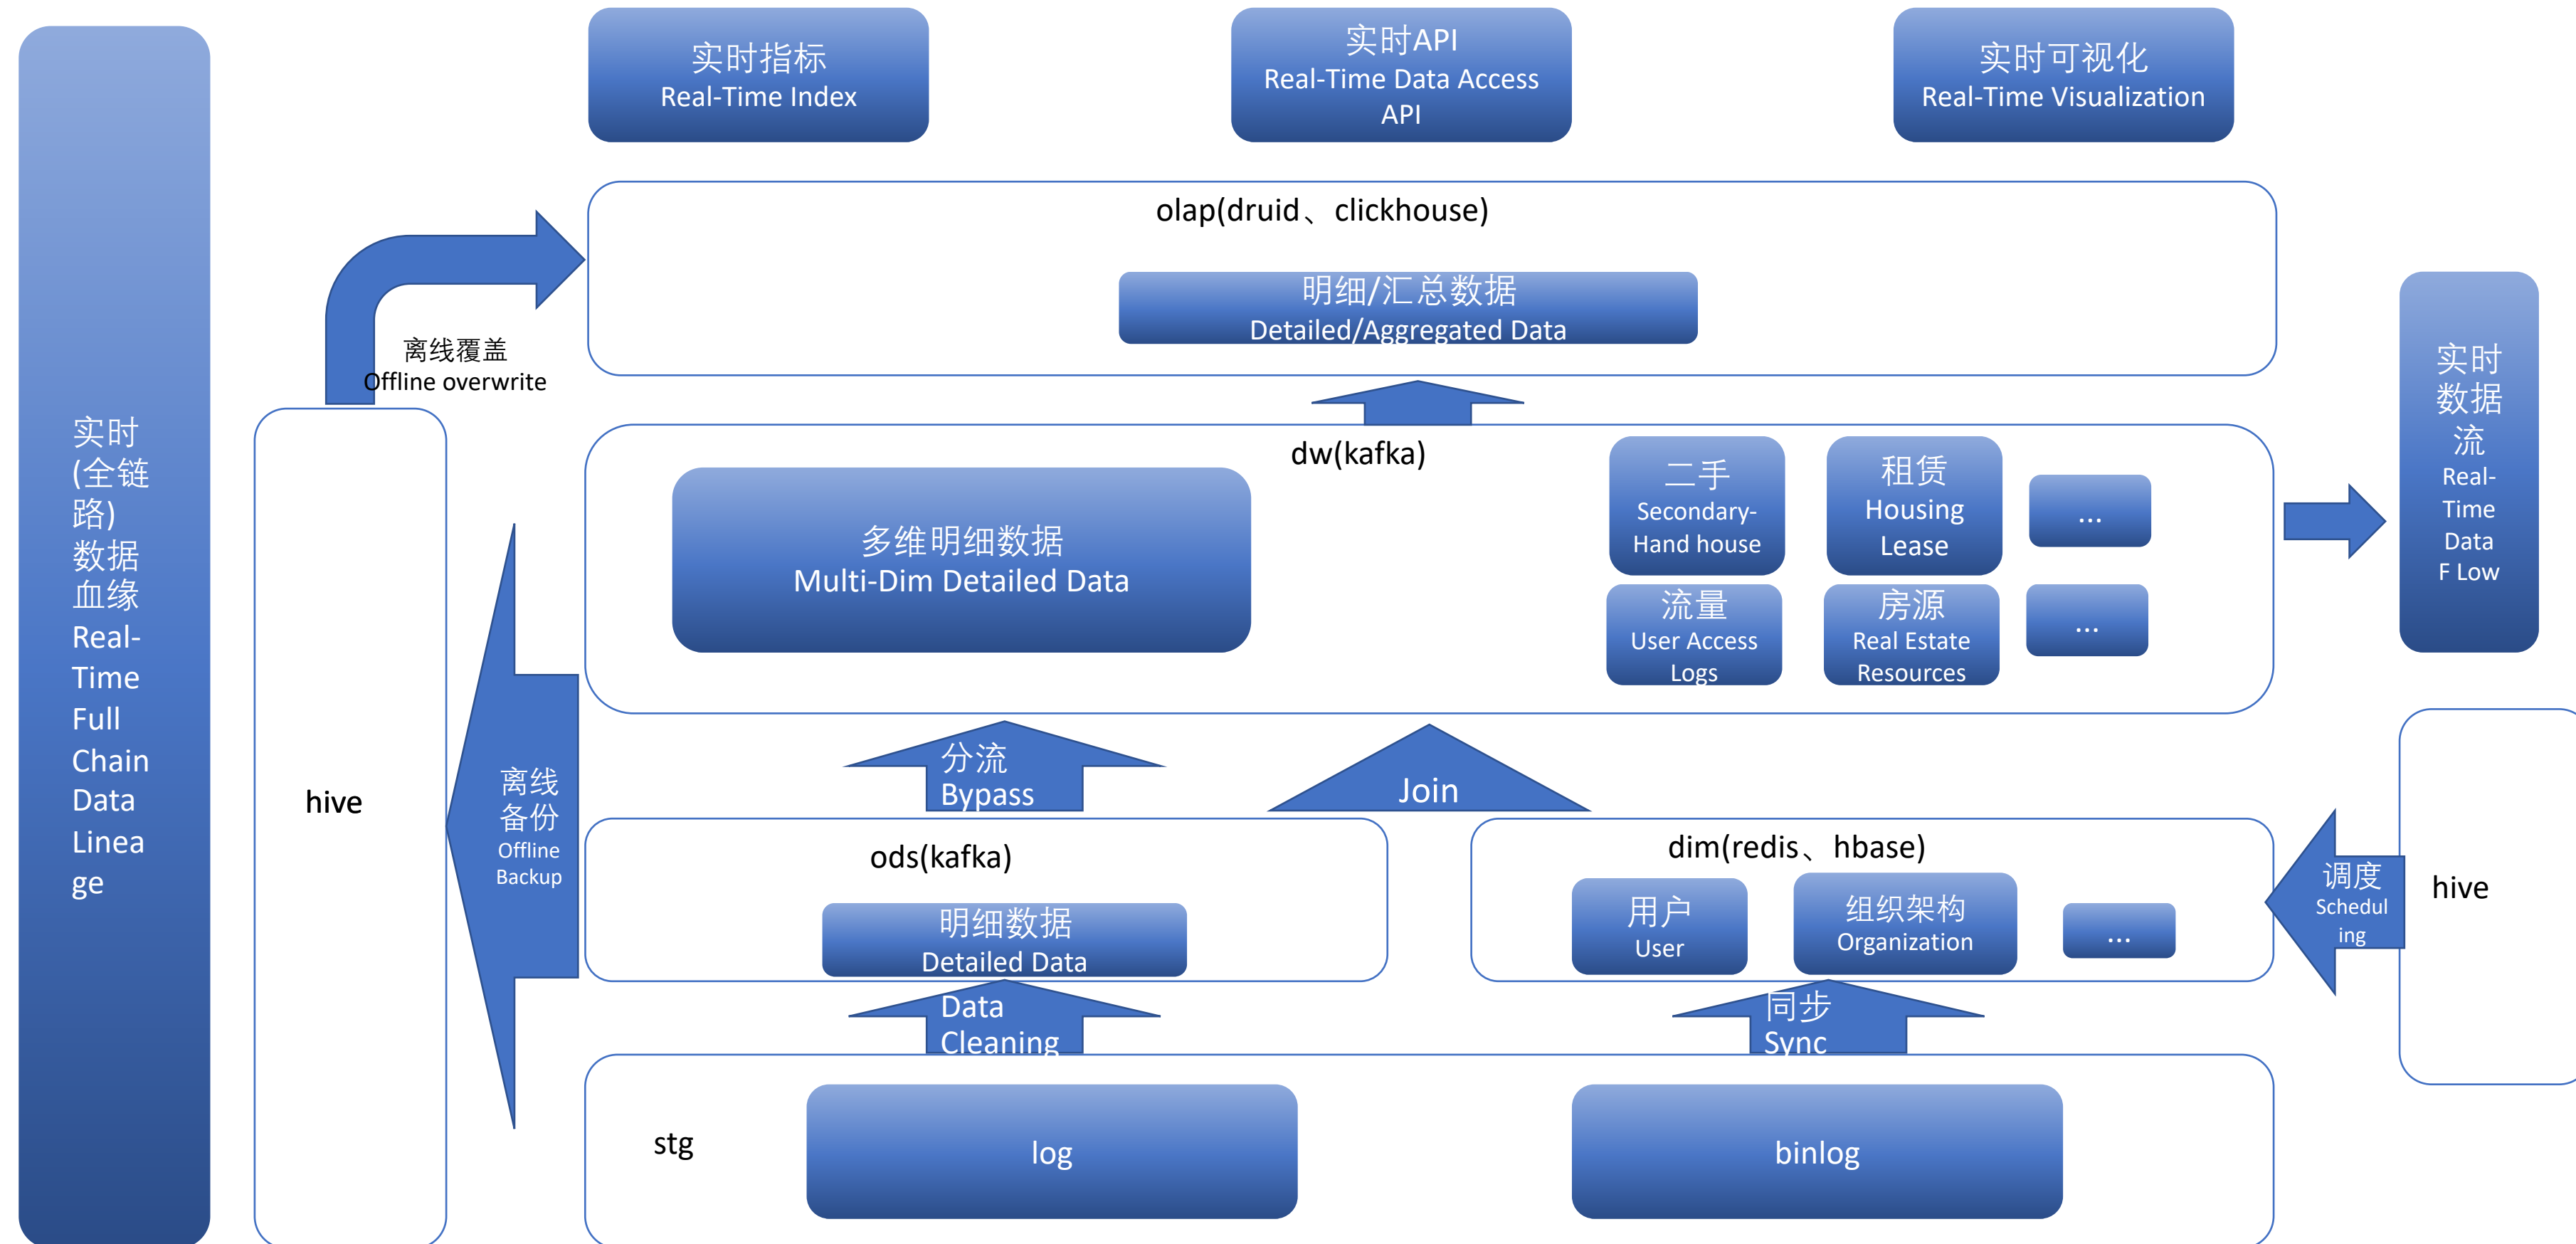 实时指标
Real-Time Index
实时API
Real-Time Data Access
API
实时可视化
Real-Time Visualization
olap(druid、clickhouse)
明细/汇总数据
Detailed/Aggregated Data
离线覆盖
Offline overwrite
实时
(全链
路)
数据
血缘
Real-
Time
Full
Chain
Data
Linea
ge
hive
离线
备份
Offline
Backup
dw(kafka)
多维明细数据
Multi-Dim Detailed Data
二手
Secondary-
Hand house
租赁
Housing
Lease
...
流量
User Access
Logs
房源
Real Estate
Resources
...
实时
数据
流
Real-
Time
Data
F Low
分流
Bypass
Join
ods(kafka)
明细数据
Detailed Data
dim(redis、hbase)
用户
User
组织架构
Organization
...
调度
Schedul
ing
hive
Data
Cleaning
同步
Sync
stg
log
binlog